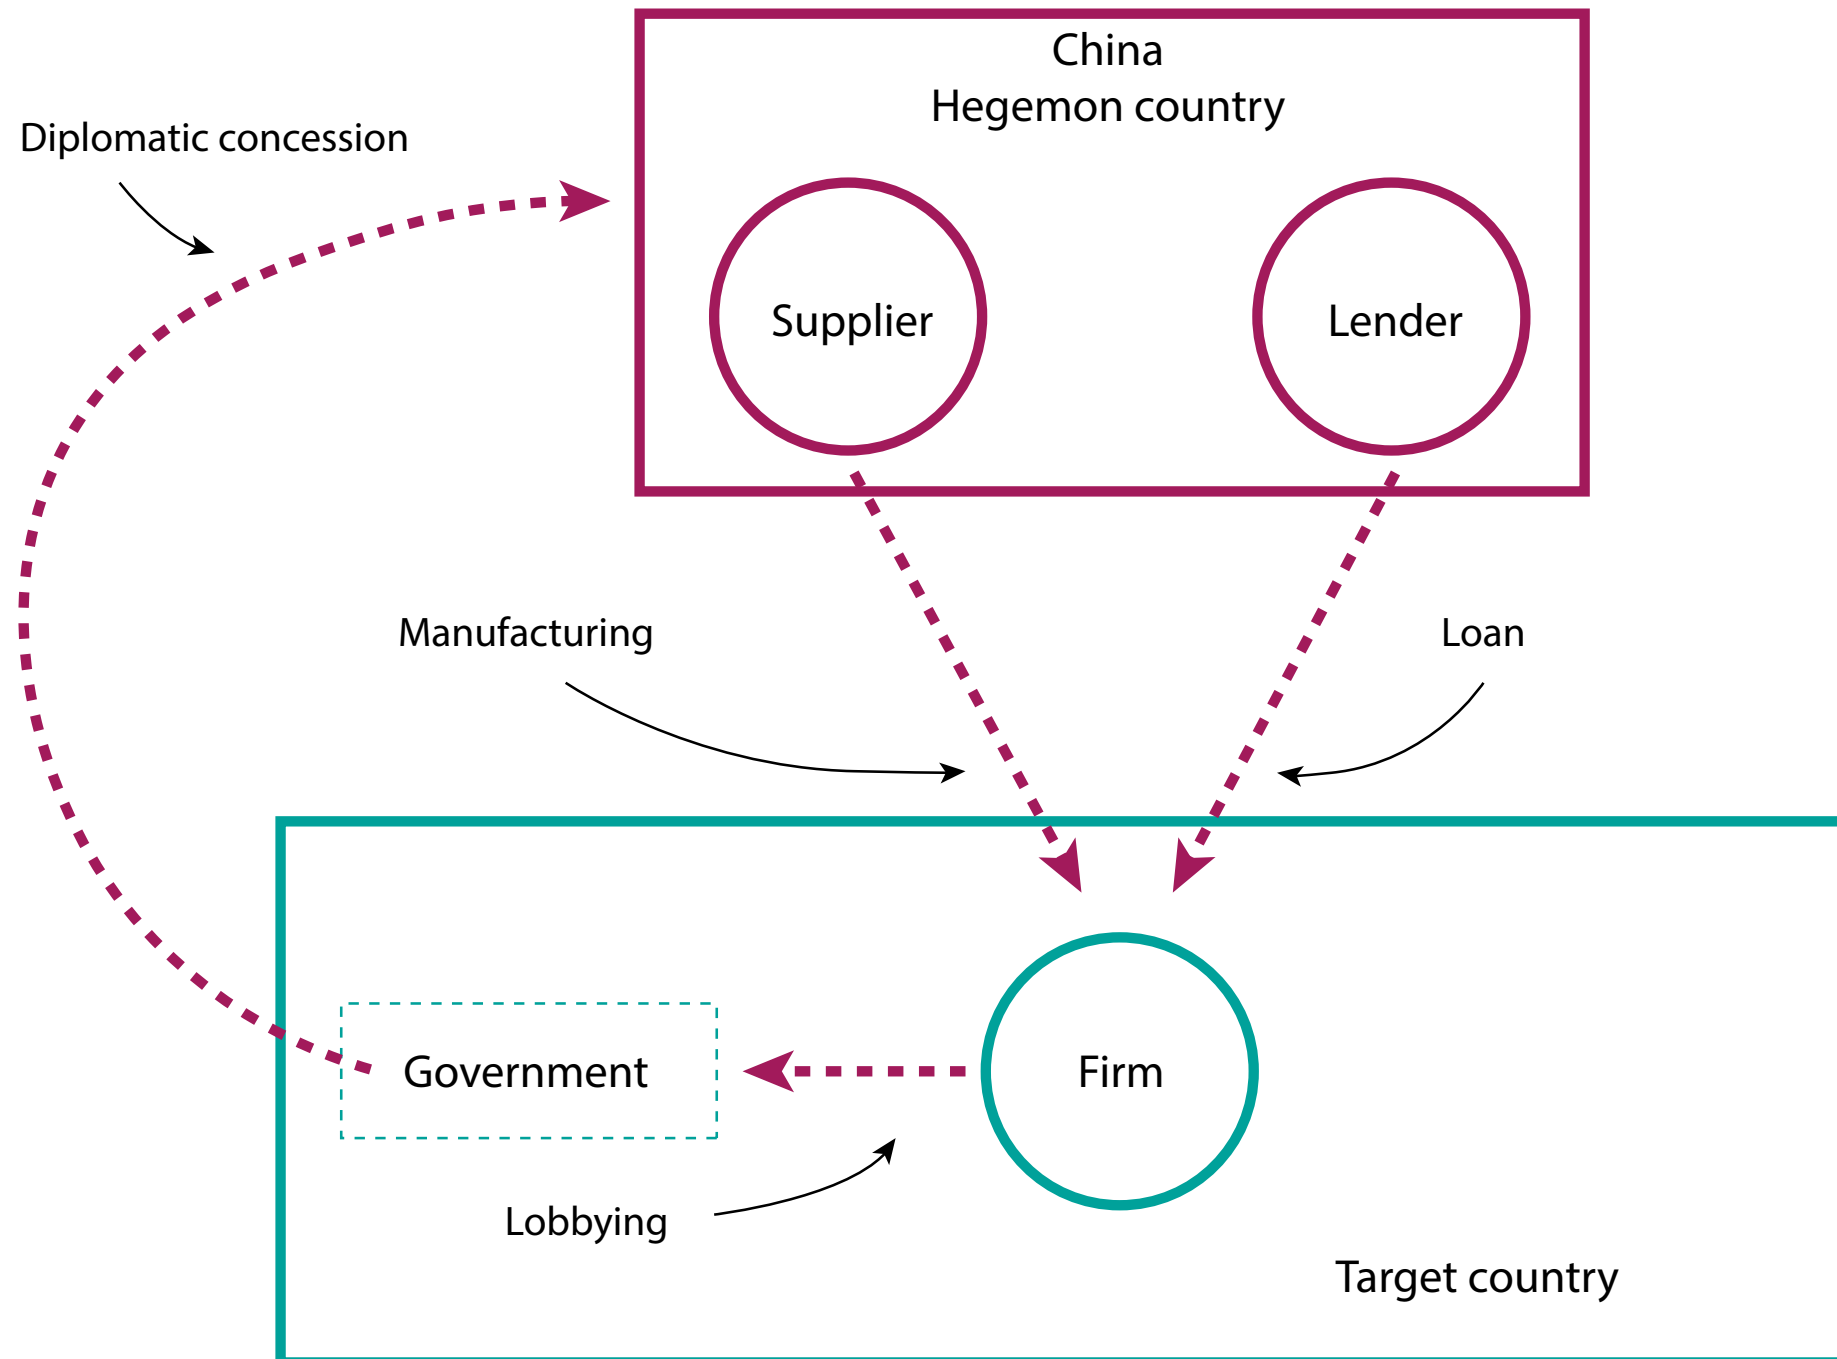 China
Hegemon country
Diplomatic concession
Supplier
Lender
Manufacturing
Loan
Government
Firm
Lobbying
Target country